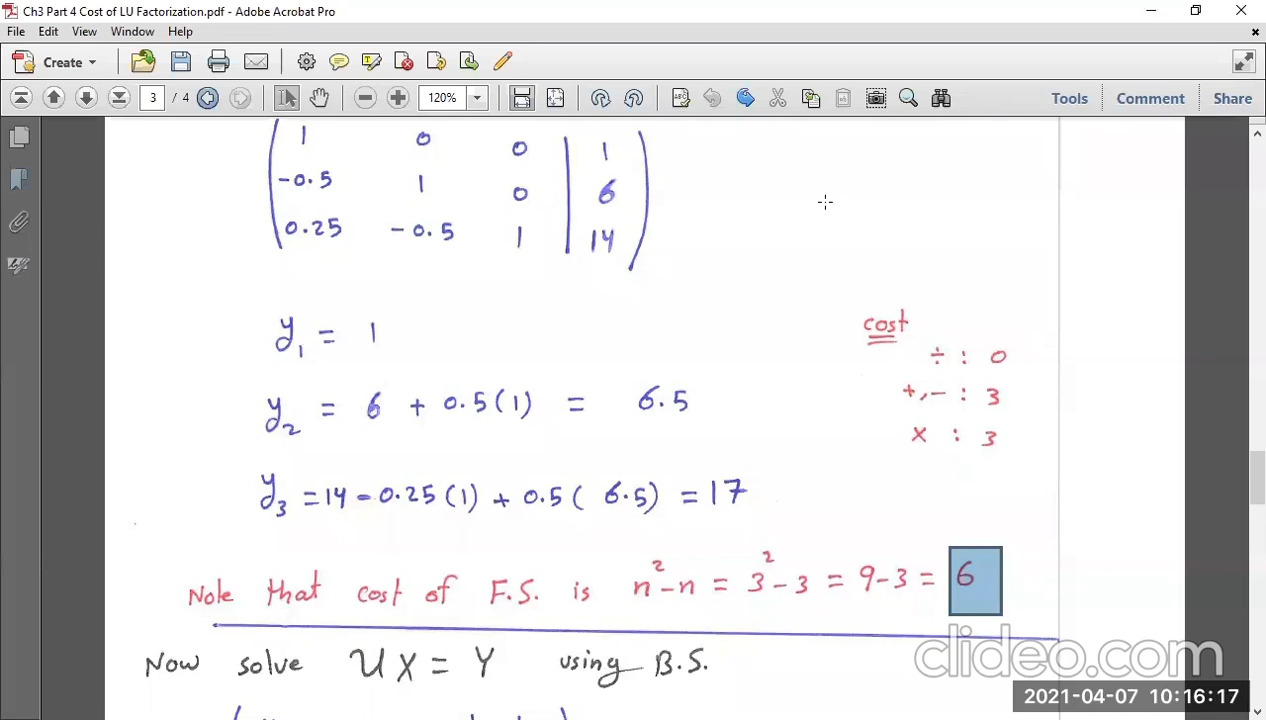 Ch3 Part 4 Cost of LU Factorization.pdf - Adobe Acrobat Pro
File Edit View Window Help
Create
3 / 4 120% Tools Comment Share
1 0 0 1
-0.5 1 0 6
0.25 -0.5 1 14
y1 = 1
y2 = 6 + 0.5(1) = 6.5
y3 = 14 - 0.25(1) + 0.5( 6.5) = 17
cost
÷ : 0
+,- : 3
x : 3
Note that cost of F.S. is n²-n = 3²-3 = 9-3 = 6
Now solve UX = Y using B.S.
clideo.com
2021-04-07 10:16:17